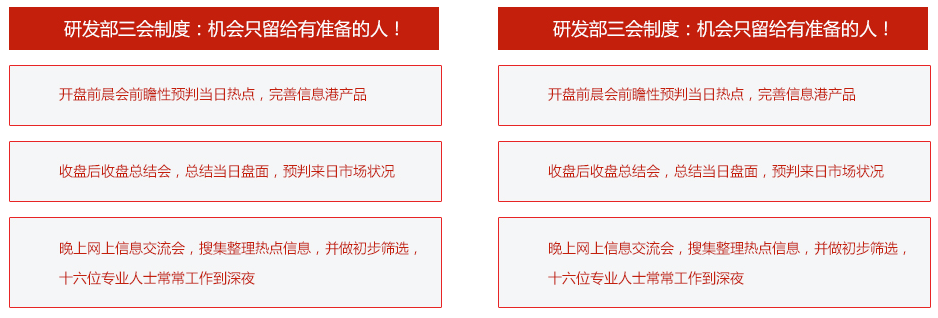 研发部三会制度：机会只留给有准备的人！
开盘前晨会前瞻性预判当日热点，完善信息港产品
收盘后收盘总结会，总结当日盘面，预判来日市场状况
晚上网上信息交流会，搜集整理热点信息，并做初步筛选，
十六位专业人士常常工作到深夜
研发部三会制度：机会只留给有准备的人！
开盘前晨会前瞻性预判当日热点，完善信息港产品
收盘后收盘总结会，总结当日盘面，预判来日市场状况
晚上网上信息交流会，搜集整理热点信息，并做初步筛选，
十六位专业人士常常工作到深夜